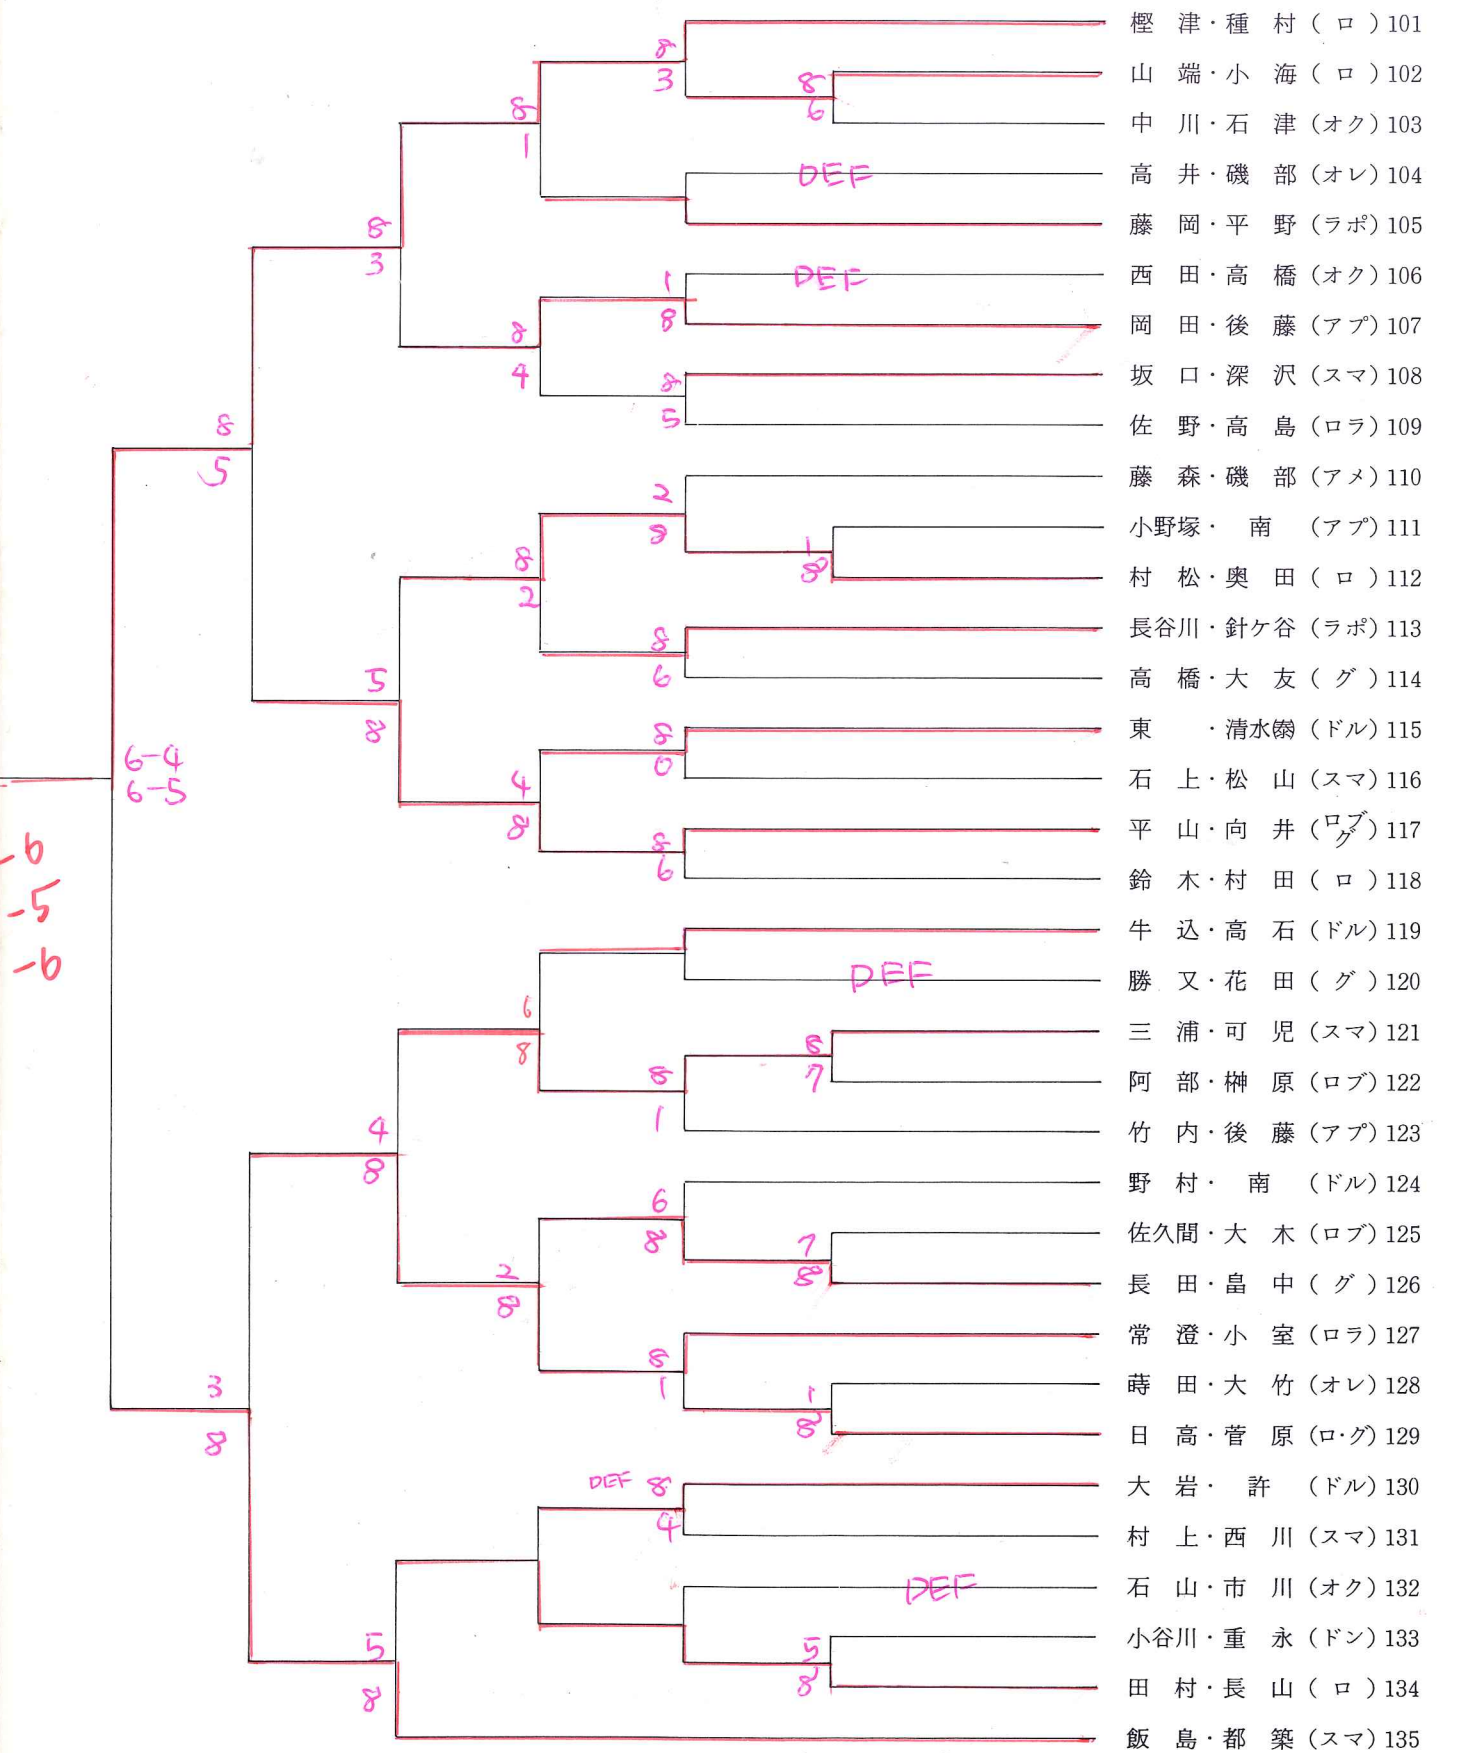 樫 津・種 村 ( ロ ) 101
8
3
山 端・小 海 ( ロ ) 102
8
6
中 川・石 津 (オク) 103
8
1
DEF 高 井・磯 部 (オレ) 104
藤 岡・平 野 (ラポ) 105
8
3
DEF 西 田・高 橋 (オク) 106
1
8
岡 田・後 藤 (アプ) 107
8
4
坂 口・深 沢 (スマ) 108
8
5
佐 野・高 島 (ロラ) 109
8
5
藤 森・磯 部 (アメ) 110
2
8
小野塚・ 南 (アプ) 111
1
8
村 松・奥 田 ( ロ ) 112
8
2
長谷川・針ケ谷 (ラポ) 113
8
6
高 橋・大 友 ( グ ) 114
5
8
東 ・清水 (ドル) 115
8
0
石 上・松 山 (スマ) 116
6-4
6-5
4
8
平 山・向 井 (ロブグ) 117
8
6
鈴 木・村 田 ( ロ ) 118
-6
-5
-6
牛 込・高 石 (ドル) 119
DEF 勝 又・花 田 ( グ ) 120
6
8
三 浦・可 児 (スマ) 121
8
7
阿 部・榊 原 (ロブ) 122
8
1
竹 内・後 藤 (アプ) 123
4
8
野 村・ 南 (ドル) 124
6
8
佐久間・大 木 (ロブ) 125
7
8
長 田・畠 中 ( グ ) 126
2
8
常 澄・小 室 (ロラ) 127
8
1
蒔 田・大 竹 (オレ) 128
1
8
日 高・菅 原 (ロ・グ) 129
3
8
DEF 8
4
大 岩・ 許 (ドル) 130
村 上・西 川 (スマ) 131
DEF 石 山・市 川 (オク) 132
小谷川・重 永 (ドン) 133
5
8
田 村・長 山 ( ロ ) 134
5
8
飯 島・都 築 (スマ) 135